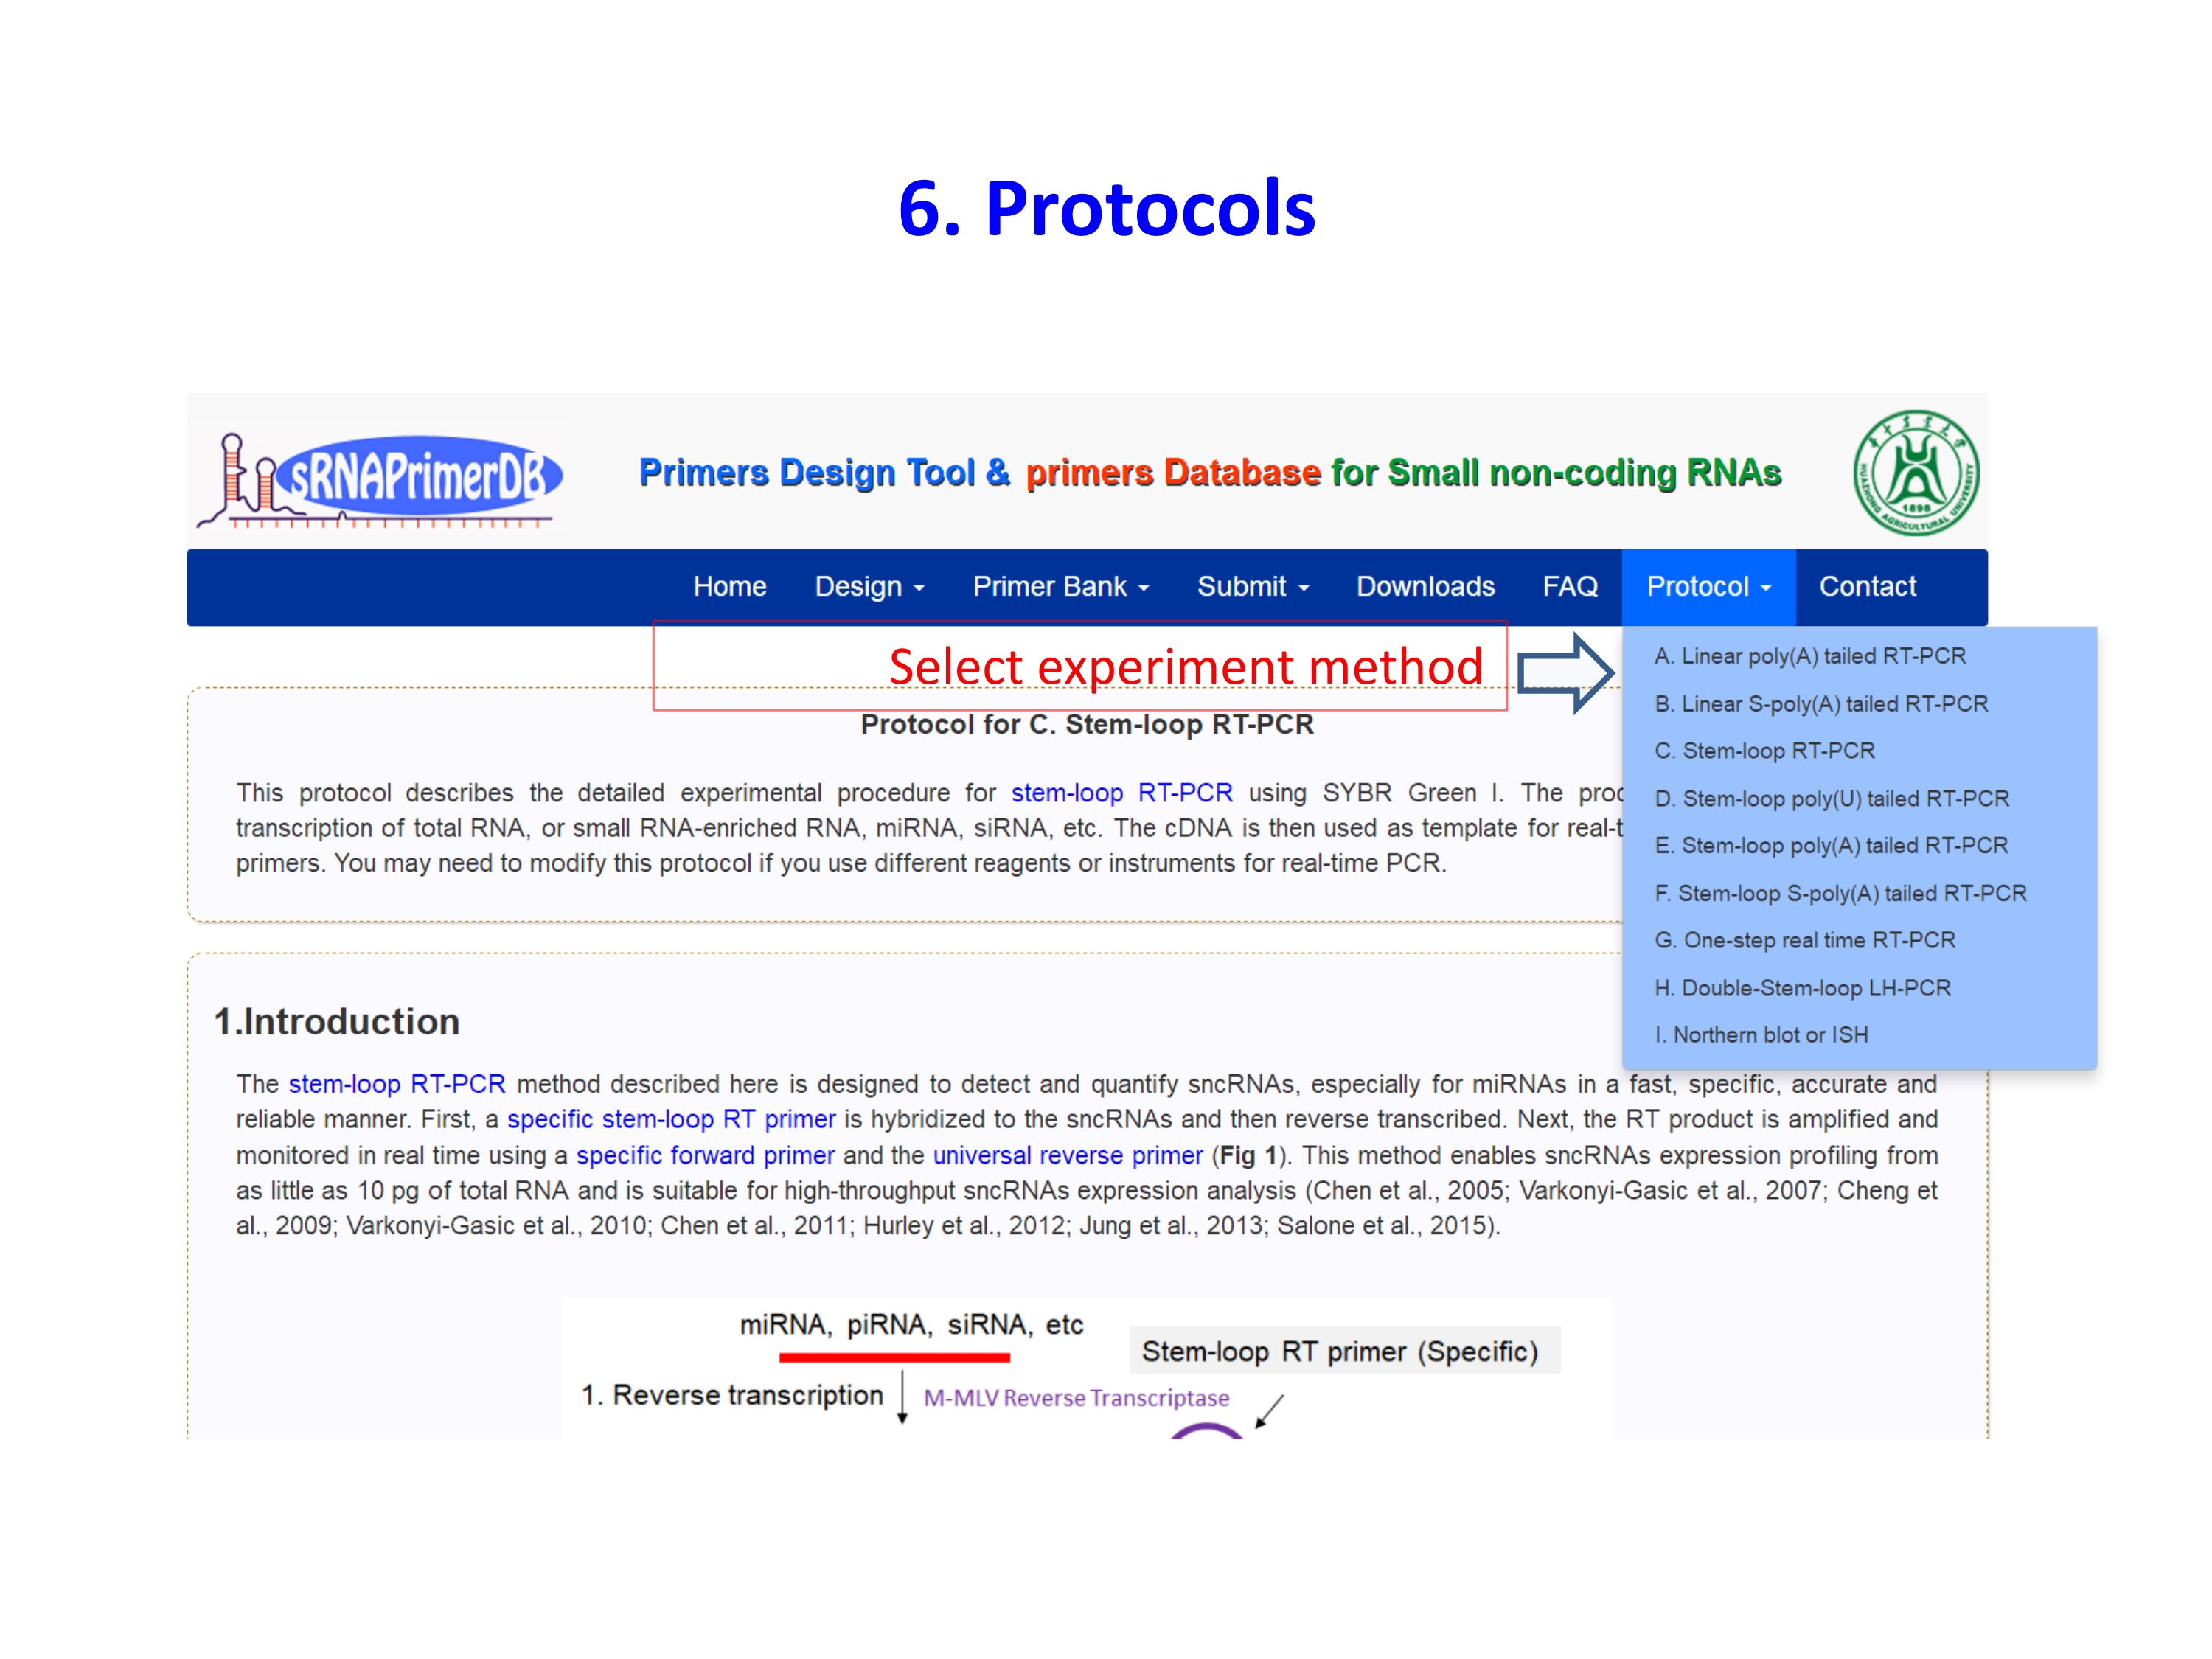 6. Protocols
sRNAPrimerDB
Primers Design Tool & primers Database for Small non-coding RNAs
HUAZHONG AGRICULTURAL UNIVERSITY
1898
Home Design Primer Bank Submit Downloads FAQ Protocol Contact
Select experiment method
A. Linear poly(A) tailed RT-PCR
B. Linear S-poly(A) tailed RT-PCR
C. Stem-loop RT-PCR
D. Stem-loop poly(U) tailed RT-PCR
E. Stem-loop poly(A) tailed RT-PCR
F. Stem-loop S-poly(A) tailed RT-PCR
G. One-step real time RT-PCR
H. Double-Stem-loop LH-PCR
I. Northern blot or ISH
Protocol for C. Stem-loop RT-PCR
This protocol describes the detailed experimental procedure for stem-loop RT-PCR using SYBR Green I. The
transcription of total RNA, or small RNA-enriched RNA, miRNA, siRNA, etc. The cDNA is then used as template for
primers. You may need to modify this protocol if you use different reagents or instruments for real-time PCR.
1.Introduction
The stem-loop RT-PCR method described here is designed to detect and quantify sncRNAs, especially for miRNAs in a fast, specific, accurate and
reliable manner. First, a specific stem-loop RT primer is hybridized to the sncRNAs and then reverse transcribed. Next, the RT product is amplified and
monitored in real time using a specific forward primer and the universal reverse primer (Fig 1). This method enables sncRNAs expression profiling from
as little as 10 pg of total RNA and is suitable for high-throughput sncRNAs expression analysis (Chen et al., 2005; Varkonyi-Gasic et al., 2007; Cheng et
al., 2009; Varkonyi-Gasic et al., 2010; Chen et al., 2011; Hurley et al., 2012; Jung et al., 2013; Salone et al., 2015).
miRNA, piRNA, siRNA, etc
Stem-loop RT primer (Specific)
1. Reverse transcription M-MLV Reverse Transcriptase